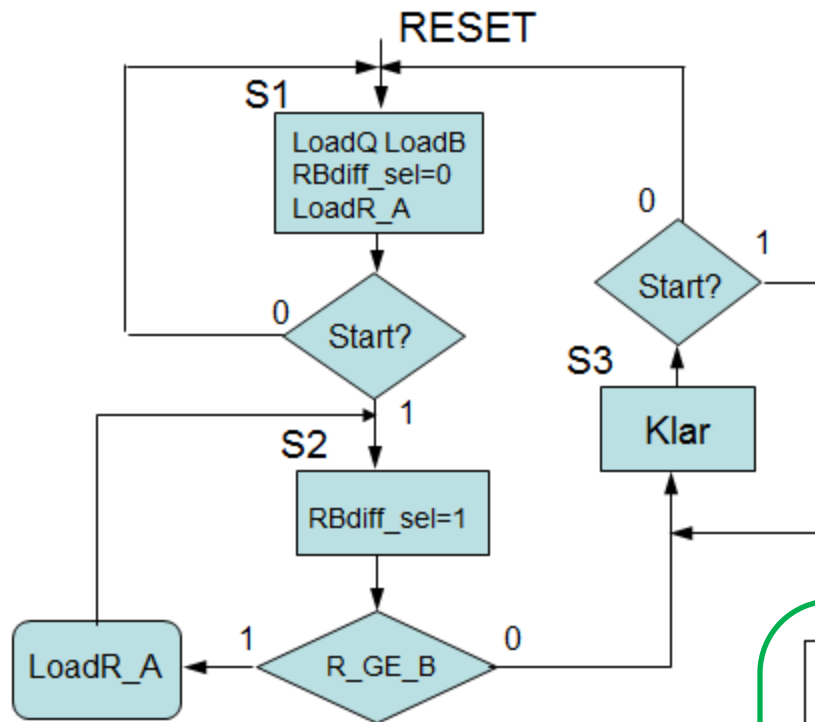 RESET
S1
LoadQ LoadB
RBdiff_sel=0
LoadR_A
0
Start?
1
S2
RBdiff_sel=1
R_GE_B
1
0
LoadR_A
S3
Klar
Start?
0
1